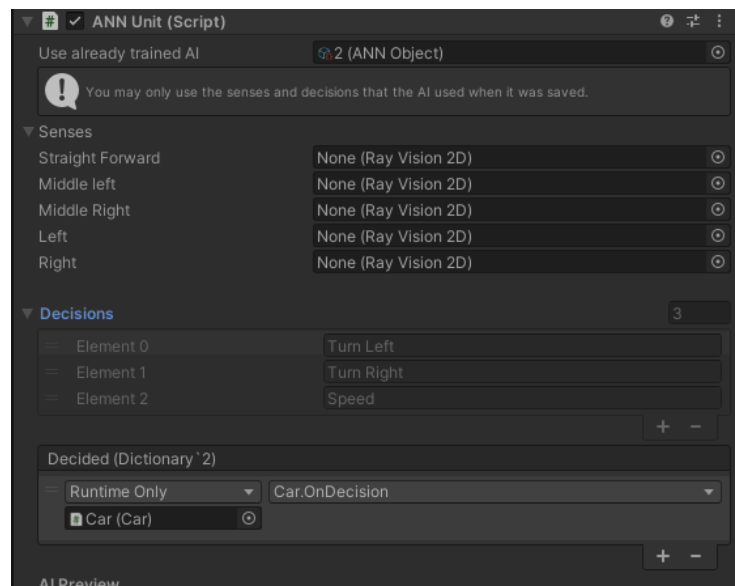 ANN Unit (Script)
Use already trained AI 2 (ANN Object)
You may only use the senses and decisions that the AI used when it was saved.
Senses
Straight Forward None (Ray Vision 2D)
Middle left None (Ray Vision 2D)
Middle Right None (Ray Vision 2D)
Left None (Ray Vision 2D)
Right None (Ray Vision 2D)
Decisions 3
Element 0 Turn Left
Element 1 Turn Right
Element 2 Speed
Decided (Dictionary`2)
Runtime Only Car.OnDecision
Car (Car)
AI Preview